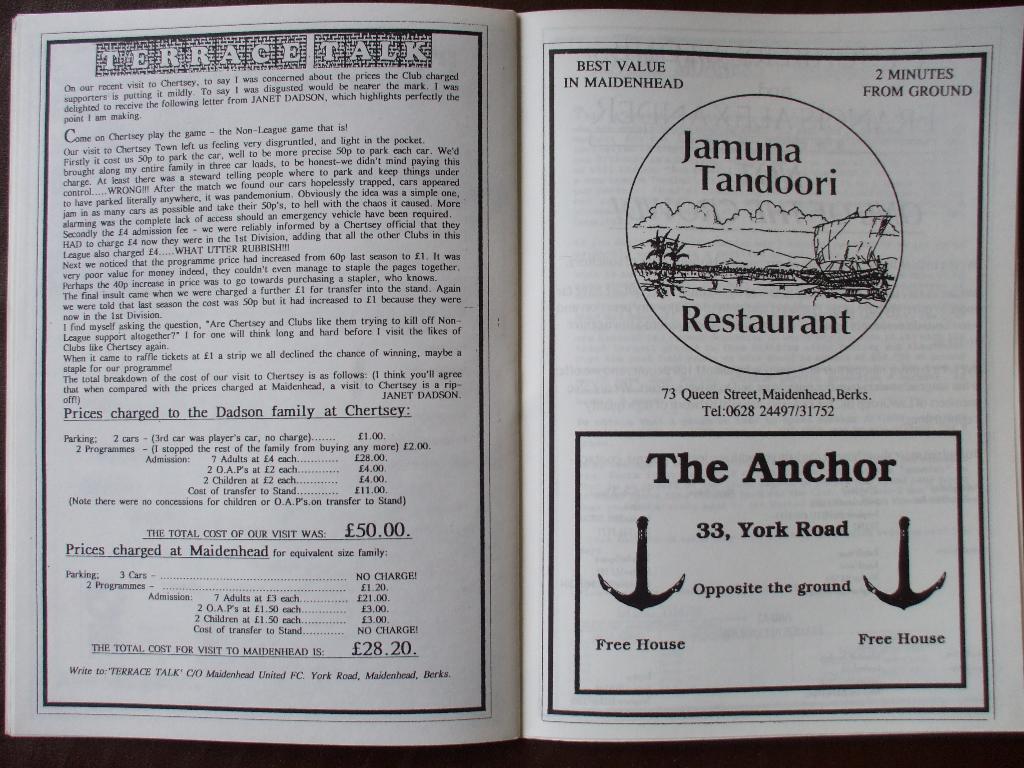 TERRACE TALK
On our recent visit to Chertsey, to say I was concerned about the prices the Club charged
supporters is putting it mildly. To say I was disgusted would be nearer the mark. I was
delighted to receive the following letter from JANET DADSON, which highlights perfectly the
point I am making.
Come on Chertsey play the game - the Non-League game that is!
Our visit to Chertsey Town left us feeling very disgruntled, and light in the pocket.
Firstly it cost us 50p to park the car, well to be more precise 50p to park each car. We'd
brought along my entire family in three car loads, to be honest-we didn't mind paying this
charge. At least there was a steward telling people where to park and keep things under
control.....WRONG!!! After the match we found our cars hopelessly trapped, cars appeared
to have parked literally anywhere, it was pandemonium. Obviously the idea was a simple one,
jam in as many cars as possible and take their 50p's, to hell with the chaos it caused. More
alarming was the complete lack of access should an emergency vehicle have been required.
Secondly the £4 admission fee - we were reliably informed by a Chertsey official that they
HAD to charge £4 now they were in the 1st Division, adding that all the other Clubs in this
League also charged £4.....WHAT UTTER RUBBISH!!!!
Next we noticed that the programme price had increased from 60p last season to £1. It was
very poor value for money indeed, they couldn't even manage to staple the pages together.
Perhaps the 40p increase in price was to go towards purchasing a stapler, who knows.
The final insult came when we were charged a further £1 for transfer into the stand. Again
we were told that last season the cost was 50p but it had increased to £1 because they were
now in the 1st Division.
I find myself asking the question, "Are Chertsey and Clubs like them trying to kill off Non-
League support altogether?" I for one will think long and hard before I visit the likes of
Clubs like Chertsey again.
When it came to raffle tickets at £1 a strip we all declined the chance of winning, maybe a
staple for our programme!
The total breakdown of the cost of our visit to Chertsey is as follows: (I think you'll agree
that when compared with the prices charged at Maidenhead, a visit to Chertsey is a rip-
off!) JANET DADSON.
Prices charged to the Dadson family at Chertsey:
Parking; 2 cars - (3rd car was player's car, no charge)....... £1.00.
2 Programmes - (I stopped the rest of the family from buying any more) £2.00.
Admission: 7 Adults at £4 each........... £28.00.
2 O.A.P's at £2 each........... £4.00.
2 Children at £2 each........... £4.00.
Cost of transfer to Stand........... £11.00.
(Note there were no concessions for children or O.A.P's.on transfer to Stand)
THE TOTAL COST OF OUR VISIT WAS: £50.00.
Prices charged at Maidenhead for equivalent size family:
Parking; 3 Cars - .................................................. NO CHARGE!
2 Programmes - .................................................. £1.20.
Admission: 7 Adults at £3 each........... £21.00.
2 O.A.P's at £1.50 each........... £3.00.
2 Children at £1.50 each........... £3.00.
Cost of transfer to Stand........... NO CHARGE!
THE TOTAL COST FOR VISIT TO MAIDENHEAD IS: £28.20.
Write to:'TERRACE TALK' C/O Maidenhead United FC. York Road, Maidenhead, Berks.
BEST VALUE
IN MAIDENHEAD
2 MINUTES
FROM GROUND
Jamuna
Tandoori
Restaurant
73 Queen Street,Maidenhead,Berks.
Tel:0628 24497/31752
The Anchor
33, York Road
Opposite the ground
Free House Free House